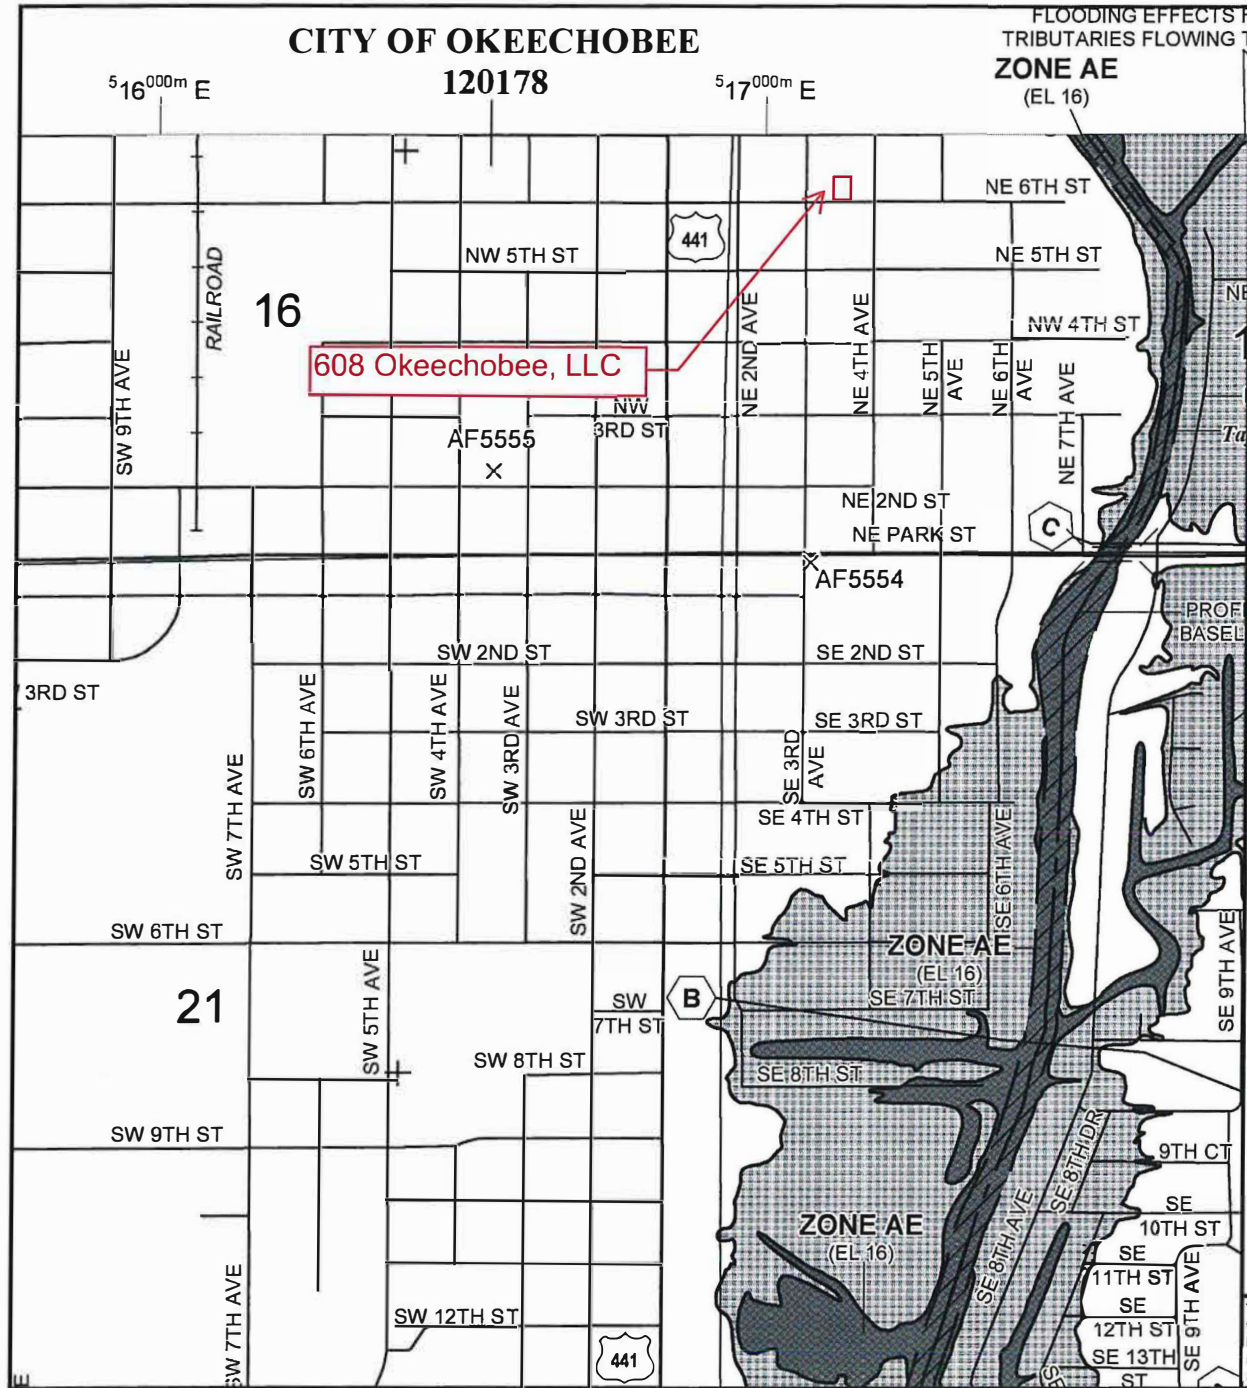 FLOODING EFFECTS
TRIBUTARIES FLOWING
CITY OF OKEECHOBEE
120178
ZONE AE
(EL 16)
516000m E
517000m E
NE 6TH ST
441
NW 5TH ST
NE 5TH ST
RAILROAD
16
NE
NW 4TH ST
NE 2ND AVE
NE 4TH AVE
NE 5TH
AVE
NE 6TH
AVE
608 Okeechobee, LLC
SW 9TH AVE
NE 7TH AVE
NW
3RD ST
AF5555
NE 2ND ST
NE PARK ST
C
AF5554
PROFI
BASEL
SW 2ND ST
SE 2ND ST
3RD ST
SW 6TH AVE
SW 4TH AVE
SW 3RD AVE
SW 3RD ST
SE 3RD ST
SE 3RD
AVE
SW 7TH AVE
SE 4TH ST
SW 2ND AVE
SE 6TH AVE
SW 5TH ST
SE 5TH ST
SW 6TH ST
ZONE AE
(EL 16)
SE 9TH AVE
SW 5TH AVE
21
B
SE 7TH ST
SW
7TH ST
SW 8TH ST
SE 8TH ST
SW 9TH ST
SE 8TH DR
9TH CT
SE
10TH ST
ZONE AE
(EL 16)
SE 8TH AVE
SE
11TH ST
SE 9TH AVE
SW 7TH AVE
SW 12TH ST
SE
12TH ST
SE 13TH
ST
441
E